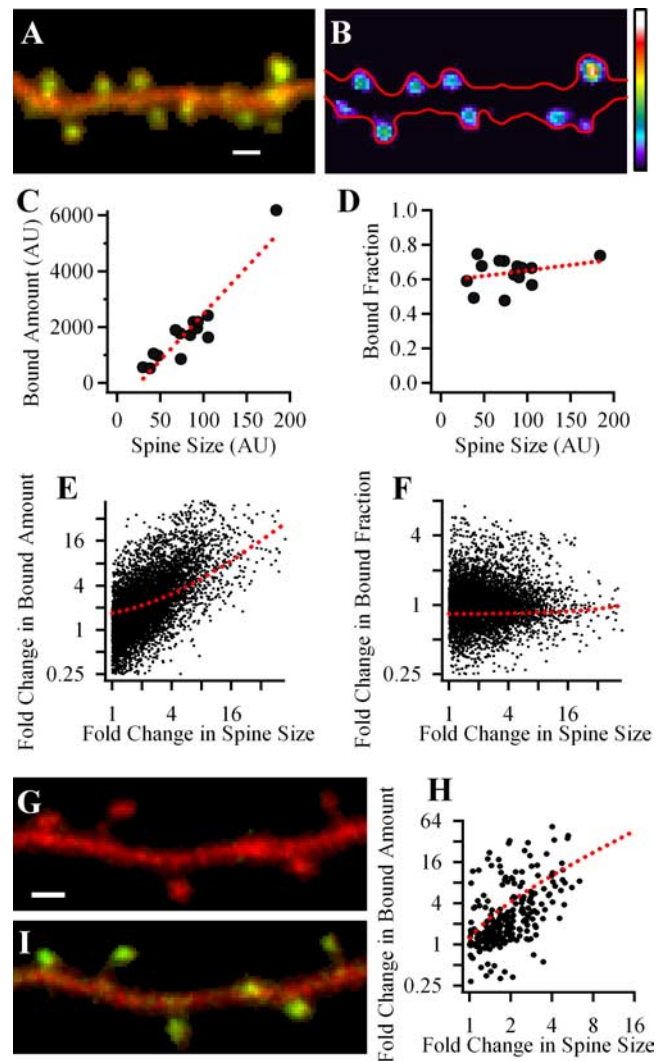 A
B
C
Bound Amount (AU)
6000
4000
2000
0
0 50 100 150 200
Spine Size (AU)
D
Bound Fraction
1.0
0.8
0.6
0.4
0.2
0.0
0 50 100 150 200
Spine Size (AU)
E
Fold Change in Bound Amount
16
4
1
0.25
1 4 16
Fold Change in Spine Size
F
Fold Change in Bound Fraction
4
1
0.25
1 4 16
Fold Change in Spine Size
G
H
Fold Change in Bound Amount
64
16
4
1
0.25
1 2 4 8 16
Fold Change in Spine Size
I